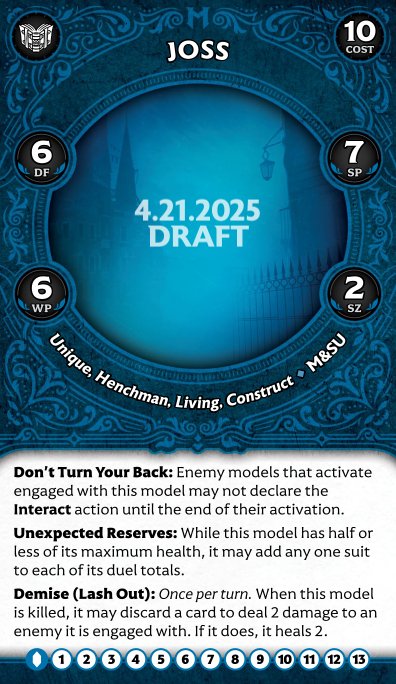 JOSS
10
COST
6
DF
7
SP
4.21.2025
DRAFT
6
WP
2
SZ
Unique, Henchman, Living, Construct ◆ M&SU
Don't Turn Your Back: Enemy models that activate
engaged with this model may not declare the
Interact action until the end of their activation.
Unexpected Reserves: While this model has half or
less of its maximum health, it may add any one suit
to each of its duel totals.
Demise (Lash Out): Once per turn. When this model
is killed, it may discard a card to deal 2 damage to an
enemy it is engaged with. If it does, it heals 2.
1 2 3 4 5 6 7 8 9 10 11 12 13